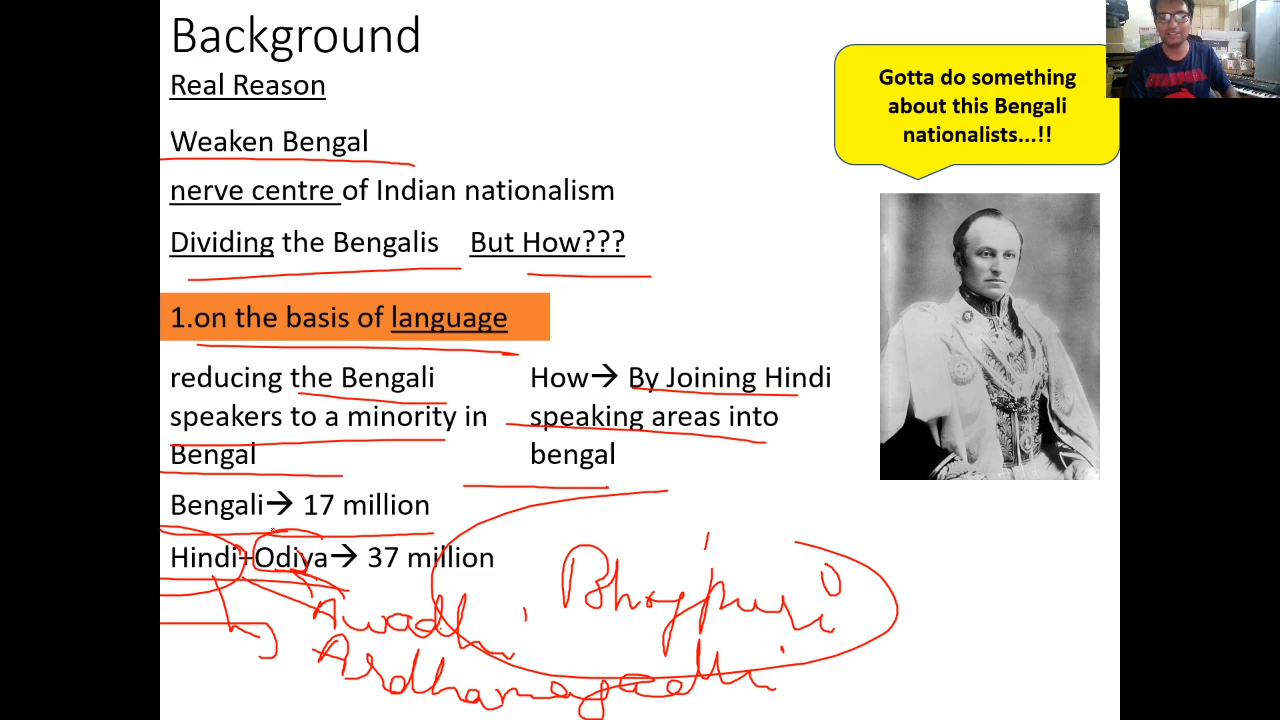 Background
Real Reason
Gotta do something
about this Bengali
nationalists...!!
Weaken Bengal
nerve centre of Indian nationalism
Dividing the Bengalis But How???
1.on the basis of language
reducing the Bengali
speakers to a minority in
Bengal
How→ By Joining Hindi
speaking areas into
bengal
Bengali→ 17 million
Hindi+Odiya→ 37 million
Awadhi, Bhojpuri
Ardhamagadhi